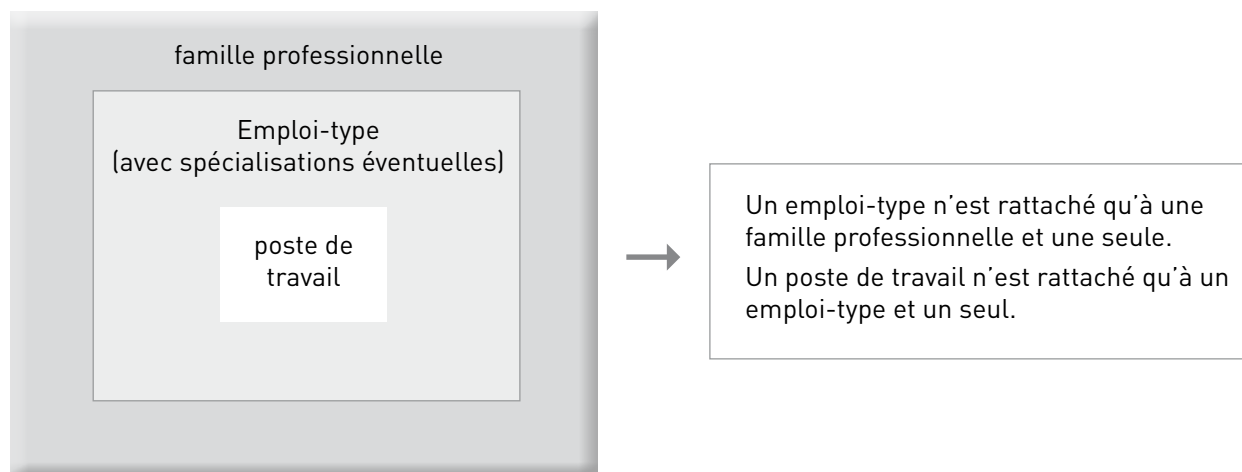 famille professionnelle
Emploi-type
(avec spécialisations éventuelles)
poste de
travail
Un emploi-type n’est rattaché qu’à une
famille professionnelle et une seule.
Un poste de travail n’est rattaché qu’à un
emploi-type et un seul.